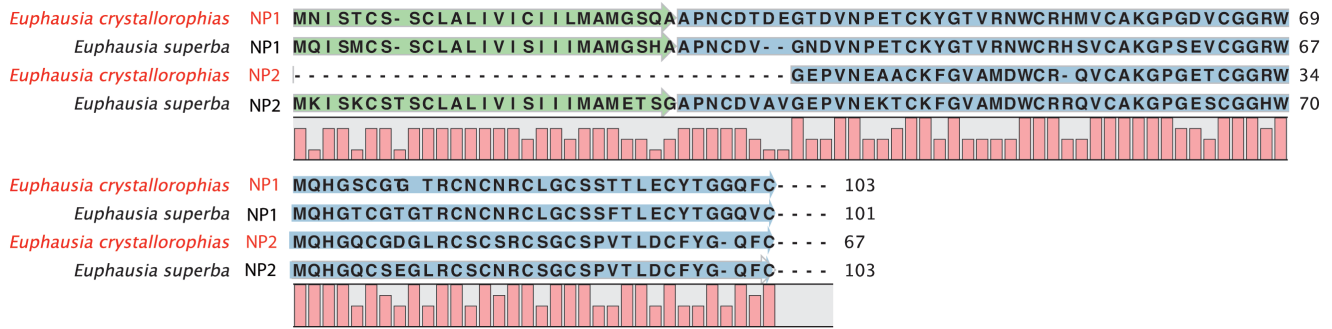 Euphausia crystallorophias NP1 MNISTCS-SCLALIVICIILMAMGSQAAPNCDTDEGTDVNPETCKYGTVRNWCRHMVCAKGPGDVCGGRW 69
Euphausia superba NP1 MQISMCS-SCLALIVISIIIMAMGSHAAPNCDV--GNDVNPETCKYGTVRNWCRHSVCAKGPSEVCGGRW 67
Euphausia crystallorophias NP2 -----------------------------------GEPVNEAACKFGVAMDWCR-QVCAKGPGETCGGRW 34
Euphausia superba NP2 MKISKCSTSCLALIVISIIIMAMETSGAPNCDVAVGEPVNEKTCKFGVAMDWCRRQVCAKGPGESCGGHW 70
Euphausia crystallorophias NP1 MQHGSCGTG TRCNCNRCLGCSSTTLECYTGGQFC---- 103
Euphausia superba NP1 MQHGTCGTGTRCNCNRCLGCSSFTLECYTGGQVC---- 101
Euphausia crystallorophias NP2 MQHGQCGDGLRCSCSRCSGCSPVTLDCFYG-QFC---- 67
Euphausia superba NP2 MQHGQCSEGLRCSCNRCSGCSPVTLDCFYG-QFC---- 103